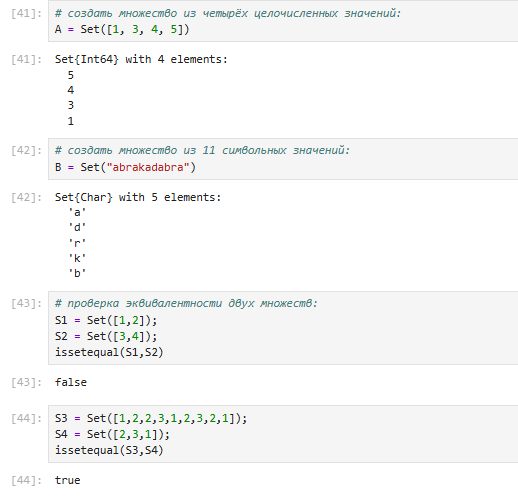 [41]: # создать множество из четырёх целочисленных значений:
A = Set([1, 3, 4, 5])
[41]: Set{Int64} with 4 elements:
5
4
3
1
[42]: # создать множество из 11 символьных значений:
B = Set("abrakadabra")
[42]: Set{Char} with 5 elements:
'a'
'd'
'r'
'k'
'b'
[43]: # проверка эквивалентности двух множеств:
S1 = Set([1,2]);
S2 = Set([3,4]);
issetequal(S1,S2)
[43]: false
[44]: S3 = Set([1,2,2,3,1,2,3,2,1]);
S4 = Set([2,3,1]);
issetequal(S3,S4)
[44]: true